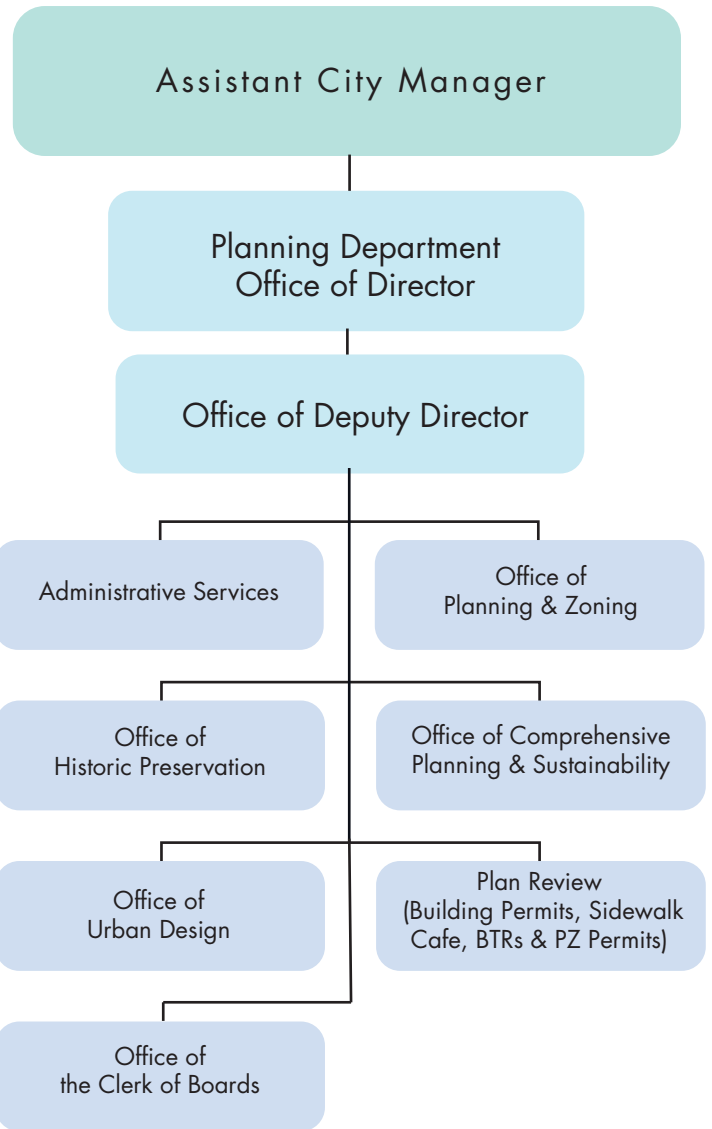 Assistant City Manager
Planning Department
Office of Director
Office of Deputy Director
Administrative Services
Office of
Planning & Zoning
Office of
Historic Preservation
Office of Comprehensive
Planning & Sustainability
Office of
Urban Design
Plan Review
(Building Permits, Sidewalk
Cafe, BTRs & PZ Permits)
Office of
the Clerk of Boards